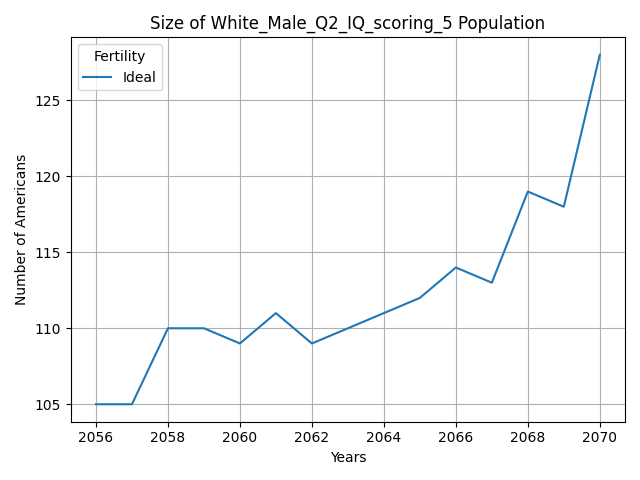 Size of White_Male_Q2_IQ_scoring_5 Population
Fertility
Ideal
Number of Americans
125
120
115
110
105
2056 2058 2060 2062 2064 2066 2068 2070
Years